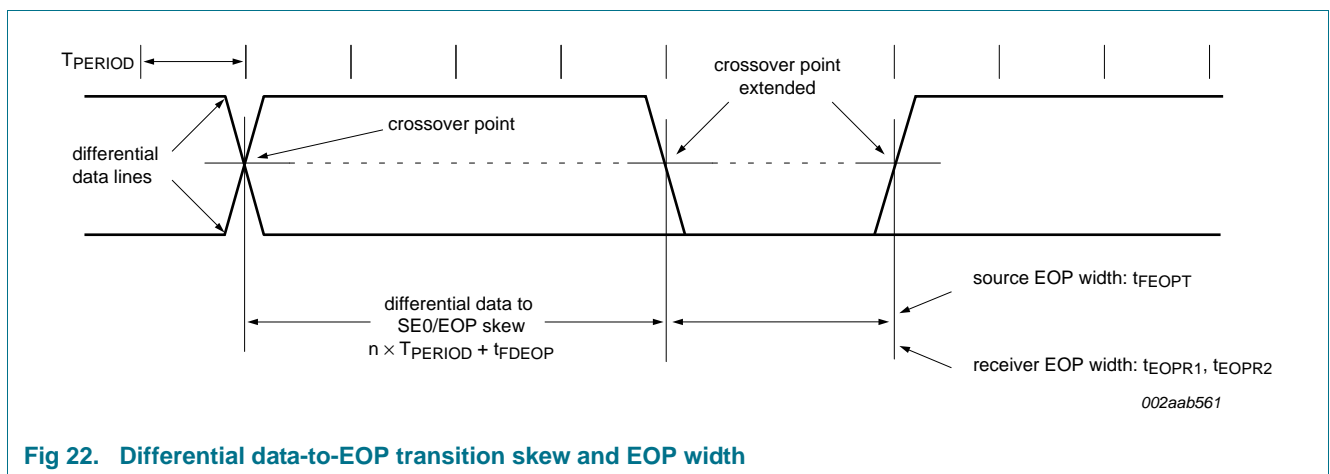 TPERIOD
crossover point
extended
crossover point
differential
data lines
differential data to
SE0/EOP skew
n × TPERIOD + tFDEOP
source EOP width: tFEOPT
receiver EOP width: tEOPR1, tEOPR2
002aab561
Fig 22. Differential data-to-EOP transition skew and EOP width